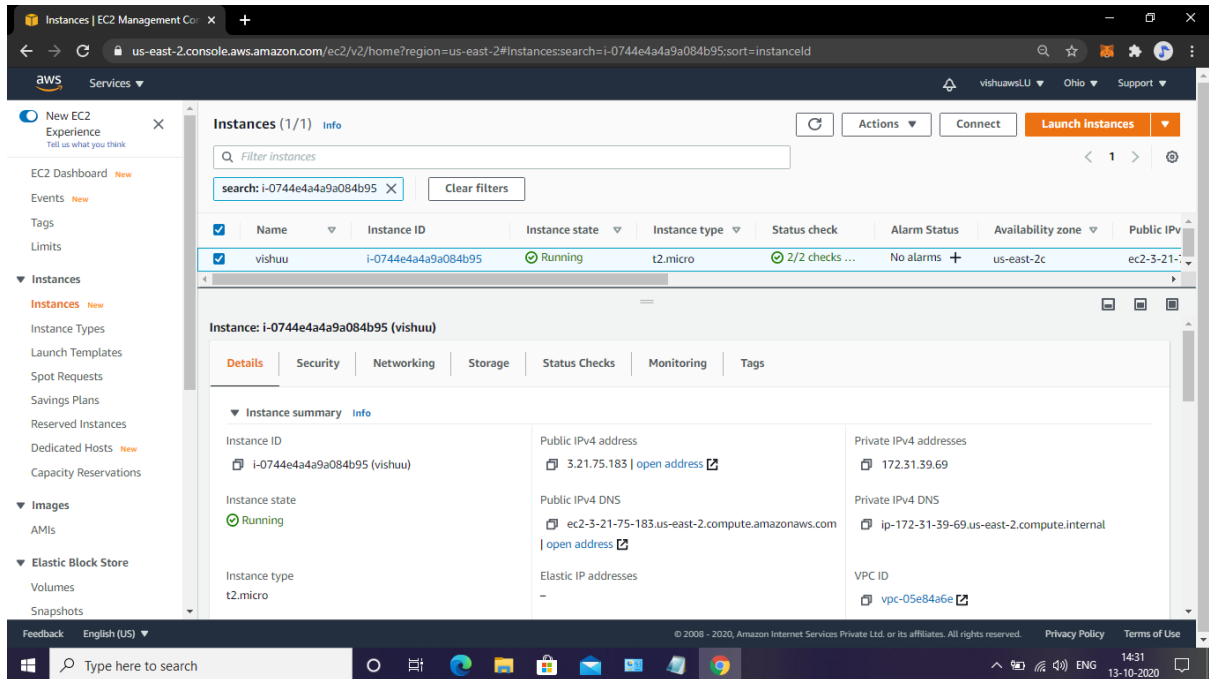 Instances | EC2 Management Con
us-east-2.console.aws.amazon.com/ec2/v2/home?region=us-east-2#Instances:search=i-0744e4a4a9a084b95;sort=instanceId
aws Services vishuawsLU Ohio Support
New EC2
Experience
Tell us what you think
EC2 Dashboard New
Events New
Tags
Limits
Instances
Instances New
Instance Types
Launch Templates
Spot Requests
Savings Plans
Reserved Instances
Dedicated Hosts New
Capacity Reservations
Images
AMIs
Elastic Block Store
Volumes
Snapshots
Instances (1/1) Info Actions Connect Launch instances
Filter instances 1
search: i-0744e4a4a9a084b95 Clear filters
Name Instance ID Instance state Instance type Status check Alarm Status Availability zone Public IPv
vishuu i-0744e4a4a9a084b95 Running t2.micro 2/2 checks ... No alarms + us-east-2c ec2-3-21-
Instance: i-0744e4a4a9a084b95 (vishuu)
Details Security Networking Storage Status Checks Monitoring Tags
Instance summary Info
Instance ID Public IPv4 address Private IPv4 addresses
i-0744e4a4a9a084b95 (vishuu) 3.21.75.183 | open address 172.31.39.69
Instance state Public IPv4 DNS Private IPv4 DNS
Running ec2-3-21-75-183.us-east-2.compute.amazonaws.com ip-172-31-39-69.us-east-2.compute.internal
| open address
Instance type Elastic IP addresses VPC ID
t2.micro – vpc-05e84a6e
Feedback English (US) © 2008 - 2020, Amazon Internet Services Private Ltd. or its affiliates. All rights reserved. Privacy Policy Terms of Use
Type here to search ENG 14:31
13-10-2020